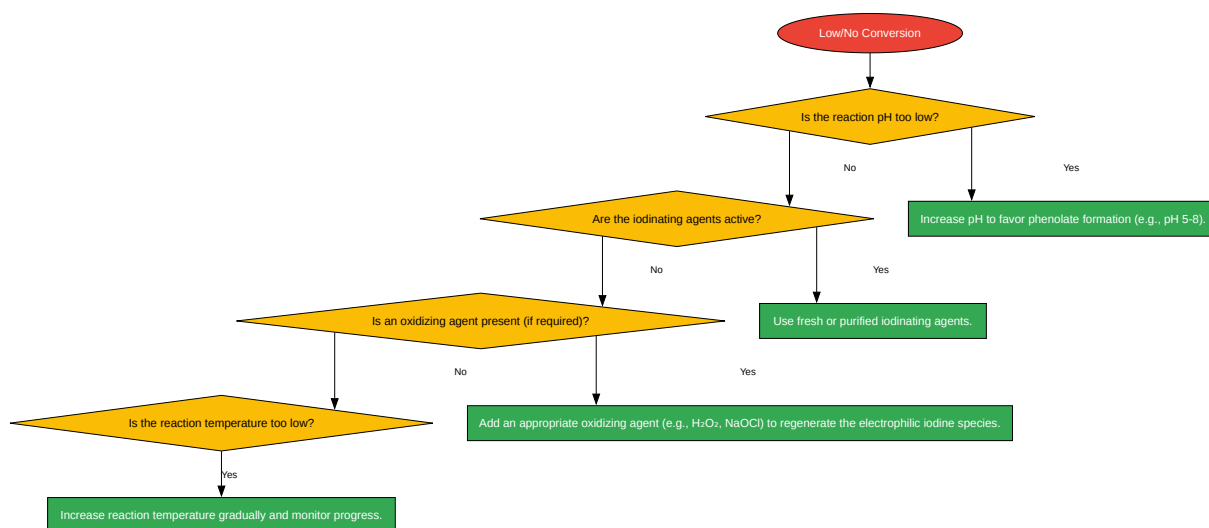 Low/No Conversion
Is the reaction pH too low?
No
Yes
Are the iodinating agents active?
Increase pH to favor phenolate formation (e.g., pH 5-8).
No
Yes
Is an oxidizing agent present (if required)?
Use fresh or purified iodinating agents.
No
Yes
Is the reaction temperature too low?
Add an appropriate oxidizing agent (e.g., H₂O₂, NaOCl) to regenerate the electrophilic iodine species.
Yes
Increase reaction temperature gradually and monitor progress.